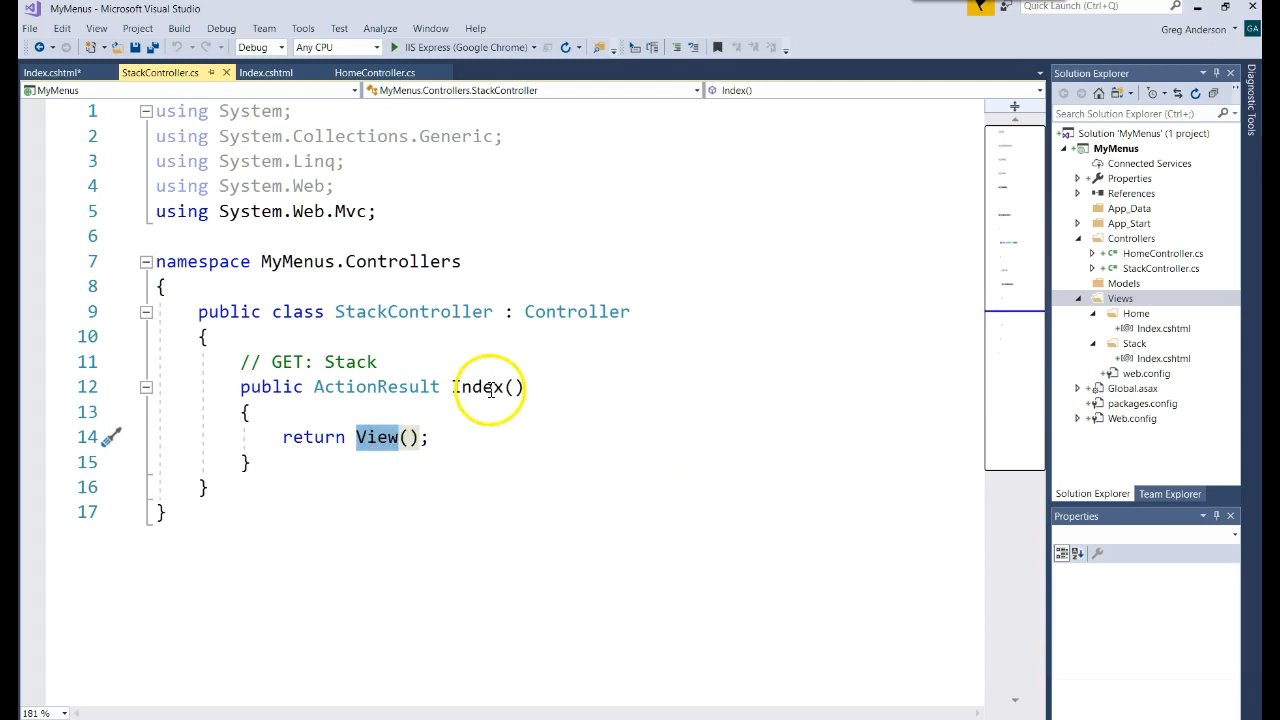 MyMenus - Microsoft Visual Studio
Quick Launch (Ctrl+Q)
File Edit View Project Build Debug Team Tools Test Analyze Window Help
Greg Anderson
GA
Debug Any CPU IIS Express (Google Chrome)
Index.cshtml* StackController.cs Index.cshtml HomeController.cs
MyMenus MyMenus.Controllers.StackController Index()
1 using System;
2 using System.Collections.Generic;
3 using System.Linq;
4 using System.Web;
5 using System.Web.Mvc;
6
7 namespace MyMenus.Controllers
8 {
9 public class StackController : Controller
10 {
11 // GET: Stack
12 public ActionResult Index()
13 {
14 return View();
15 }
16 }
17 }
181 %
Solution Explorer
Search Solution Explorer (Ctrl+;)
Solution 'MyMenus' (1 project)
MyMenus
Connected Services
Properties
References
App_Data
App_Start
Controllers
HomeController.cs
StackController.cs
Models
Views
Home
Index.cshtml
Stack
Index.cshtml
web.config
Global.asax
packages.config
Web.config
Solution Explorer Team Explorer
Properties
Diagnostic Tools